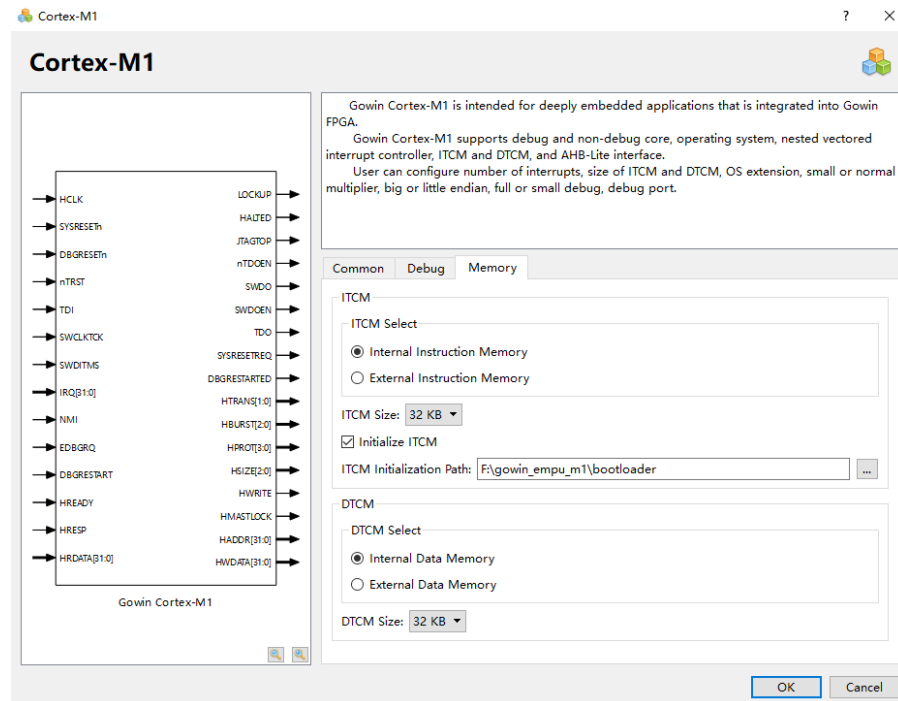 Cortex-M1
?
Cortex-M1
Gowin Cortex-M1 is intended for deeply embedded applications that is integrated into Gowin
FPGA.
Gowin Cortex-M1 supports debug and non-debug core, operating system, nested vectored
interrupt controller, ITCM and DTCM, and AHB-Lite interface.
User can configure number of interrupts, size of ITCM and DTCM, OS extension, small or normal
multiplier, big or little endian, full or small debug, debug port.
HCLK
SYSRESETn
DBGRESETn
nTRST
TDI
SWCLKTCK
SWDITMS
IRQ[31:0]
NMI
EDBGRQ
DBGRESTART
HREADY
HRESP
HRDATA[31:0]
LOCKUP
HALTED
JTAGTOP
nTDOEN
SWDO
SWDOEN
TDO
SYSRESETREQ
DBGRESTARTED
HTRANS[1:0]
HBURST[2:0]
HPROT[3:0]
HSIZE[2:0]
HWRITE
HMASTLOCK
HADDR[31:0]
HWDATA[31:0]
Gowin Cortex-M1
Common Debug Memory
ITCM
ITCM Select
Internal Instruction Memory
External Instruction Memory
ITCM Size: 32 KB
Initialize ITCM
ITCM Initialization Path: F:\gowin_empu_m1\bootloader ...
DTCM
DTCM Select
Internal Data Memory
External Data Memory
DTCM Size: 32 KB
OK Cancel